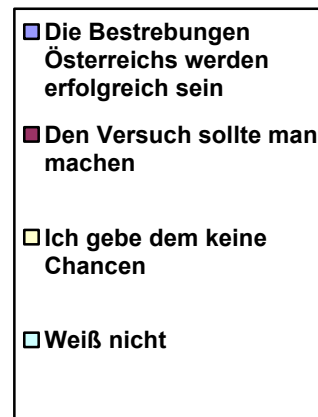 Die Bestrebungen
Österreichs werden
erfolgreich sein
Den Versuch sollte man
machen
Ich gebe dem keine
Chancen
Weiß nicht